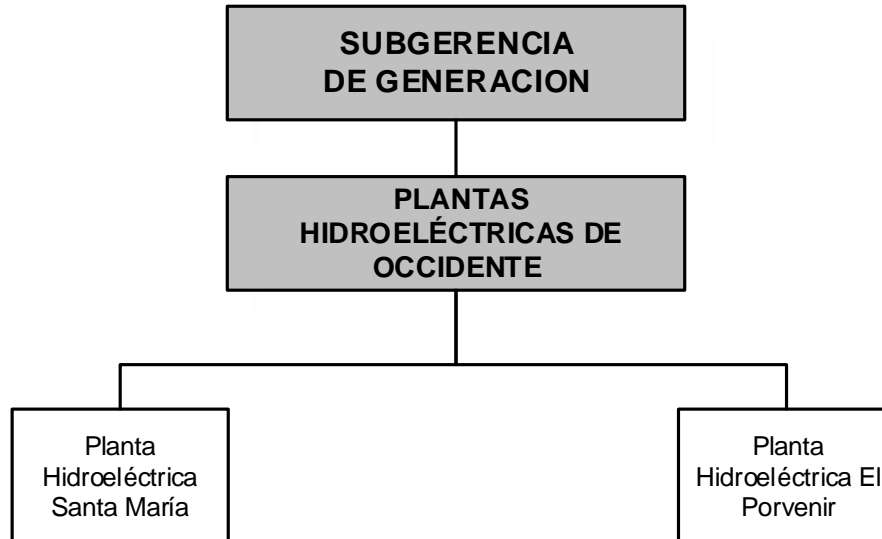 SUBGERENCIA
DE GENERACION
PLANTAS
HIDROELÉCTRICAS DE
OCCIDENTE
Planta
Hidroeléctrica
Santa María
Planta
Hidroeléctrica El
Porvenir